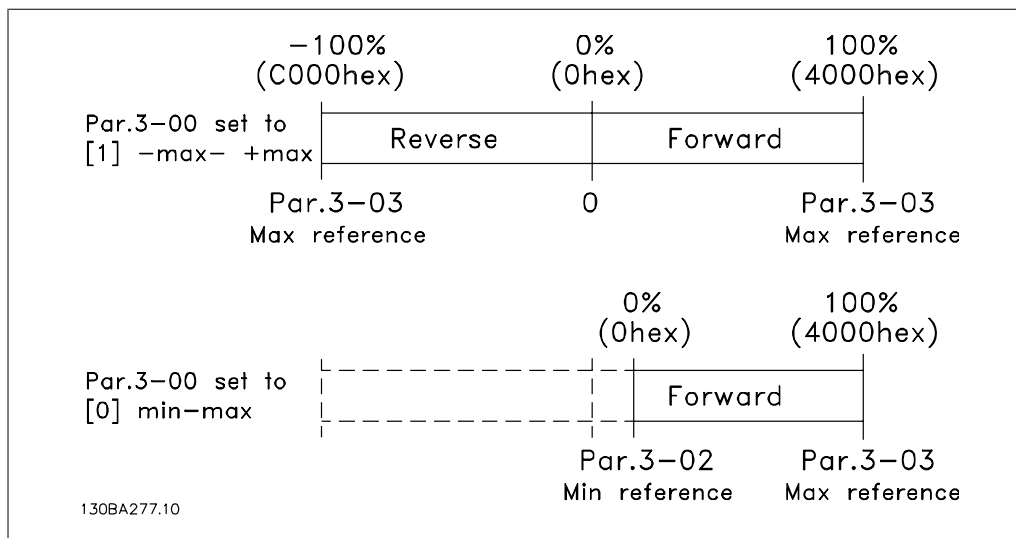 -100% 0% 100%
(C000hex) (0hex) (4000hex)
Par.3-00 set to
[1] -max- +max
Reverse Forward
Par.3-03 0 Par.3-03
Max reference Max reference
0% 100%
(0hex) (4000hex)
Par.3-00 set to
[0] min-max
Forward
Par.3-02 Par.3-03
Min reference Max reference
130BA277.10